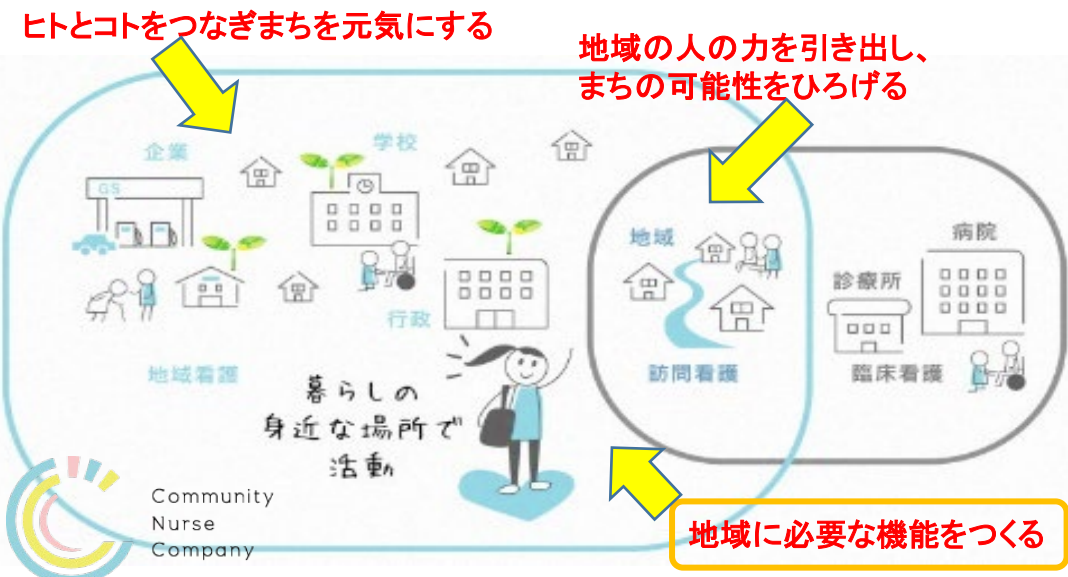 ヒトとコトをつなぎまちを元気にする
地域の人の力を引き出し、
まちの可能性をひろげる
企業
学校
GS
行政
地域看護
暮らしの
身近な場所で
活動
地域
訪問看護
病院
診療所
臨床看護
Community
Nurse
Company
地域に必要な機能をつくる